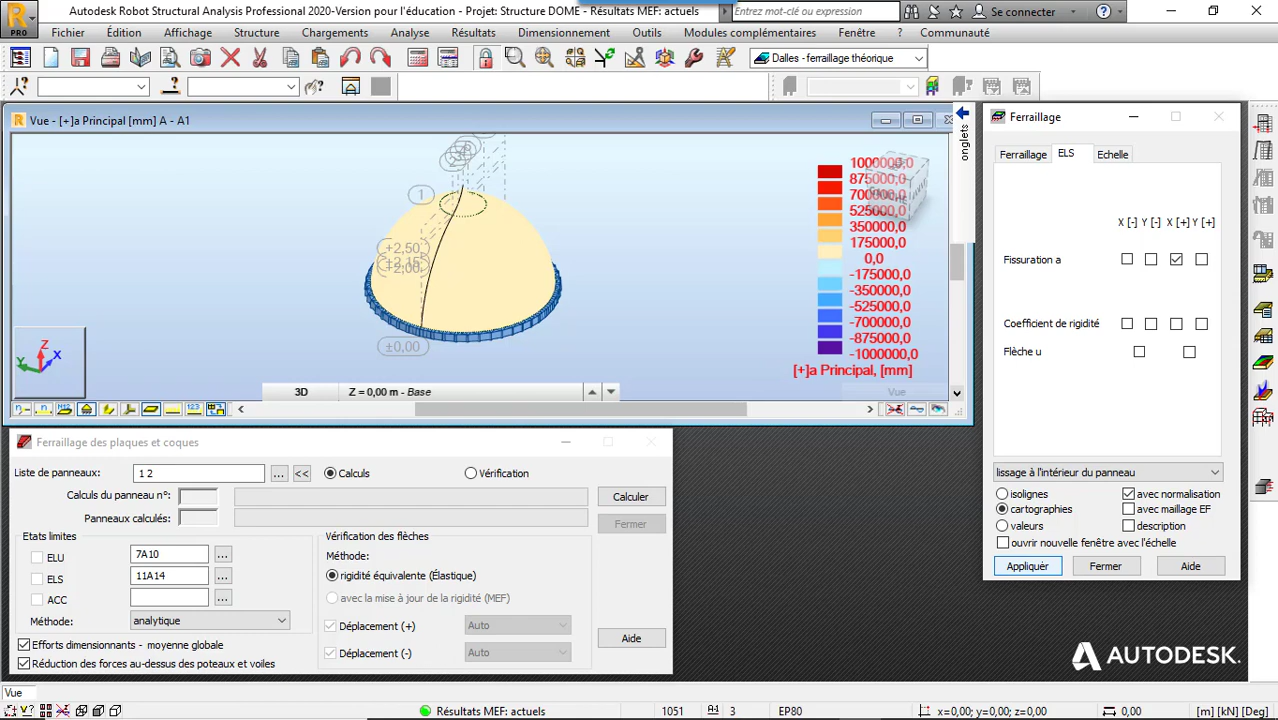 Autodesk Robot Structural Analysis Professional 2020-Version pour l'éducation - Projet: Structure DOME - Résultats MEF: actuels
Entrez mot-clé ou expression
Se connecter
PRO
Fichier Édition Affichage Structure Chargements Analyse Résultats Dimensionnement Outils Modules complémentaires Fenêtre ? Communauté
Dalles - ferraillage théorique
Vue - [+]a Principal [mm] A - A1
onglets
1
+2,50
+2,00
±0,00
1000000,0
875000,0
700000,0
525000,0
350000,0
175000,0
0,0
-175000,0
-350000,0
-525000,0
-700000,0
-875000,0
-1000000,0
[+]a Principal, [mm]
Z
Y
X
3D
Z = 0,00 m - Base
Vue
Ferraillage
Ferraillage ELS Echelle
X [-] Y [-] X [+] Y [+]
Fissuration a
Coefficient de rigidité
Flèche u
lissage à l'intérieur du panneau
isolignes
avec normalisation
cartographies
avec maillage EF
valeurs
description
ouvrir nouvelle fenêtre avec l'échelle
Appliquér Fermer Aide
Ferraillage des plaques et coques
Liste de panneaux: 1 2 ... << Calculs Vérification
Calculs du panneau n°: Calculer
Panneaux calculés: Fermer
Etats limites
ELU 7A10 ...
ELS 11A14 ...
ACC ...
Méthode: analytique
Efforts dimensionnants - moyenne globale
Réduction des forces au-dessus des poteaux et voiles
Vérification des flèches
Méthode:
rigidité équivalente (Élastique)
avec la mise à jour de la rigidité (MEF)
Déplacement (+) Auto
Déplacement (-) Auto
Aide
AUTODESK.
Vue
Résultats MEF: actuels 1051 3 EP80 x=0,00; y=0,00; z=0,00 0,00 [m] [kN] [Deg]